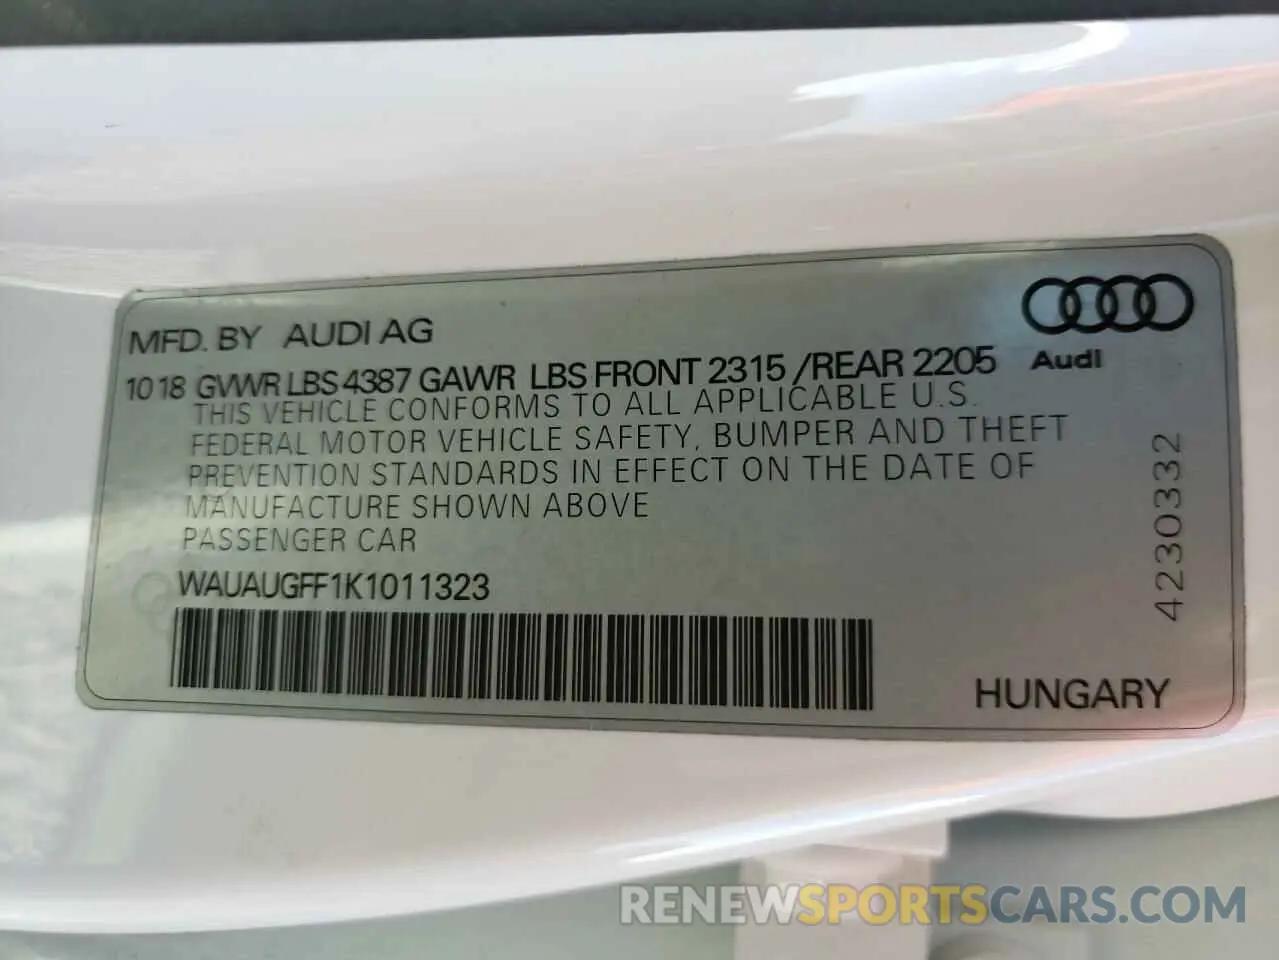 MFD. BY AUDI AG
1018 GVWR LBS 4387 GAWR LBS FRONT 2315 /REAR 2205
Audi
THIS VEHICLE CONFORMS TO ALL APPLICABLE U.S.
FEDERAL MOTOR VEHICLE SAFETY, BUMPER AND THEFT
PREVENTION STANDARDS IN EFFECT ON THE DATE OF
MANUFACTURE SHOWN ABOVE
PASSENGER CAR
WAUAUGFF1K1011323
4230332
HUNGARY
RENEWSPORTSCARS.COM